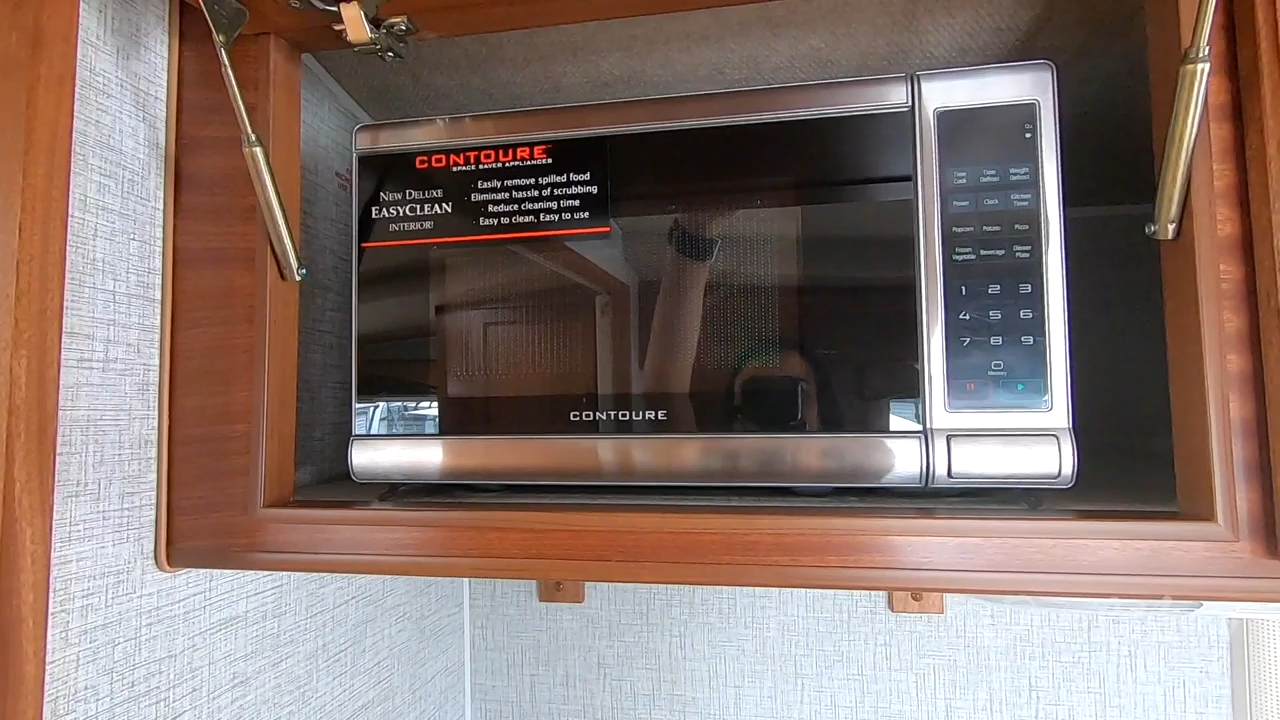 CONTOURE™
SPACE SAVER APPLIANCES
NEW DELUXE
EASYCLEAN
INTERIOR!
· Easily remove spilled food
· Eliminate hassle of scrubbing
· Reduce cleaning time
· Easy to clean, Easy to use
CONTOURE
Time Cook
Time Defrost
Weight Defrost
Power
Clock
Kitchen Timer
Popcorn
Potato
Pizza
Frozen Vegetable
Beverage
Dinner Plate
1 2 3
4 5 6
7 8 9
0
Memory